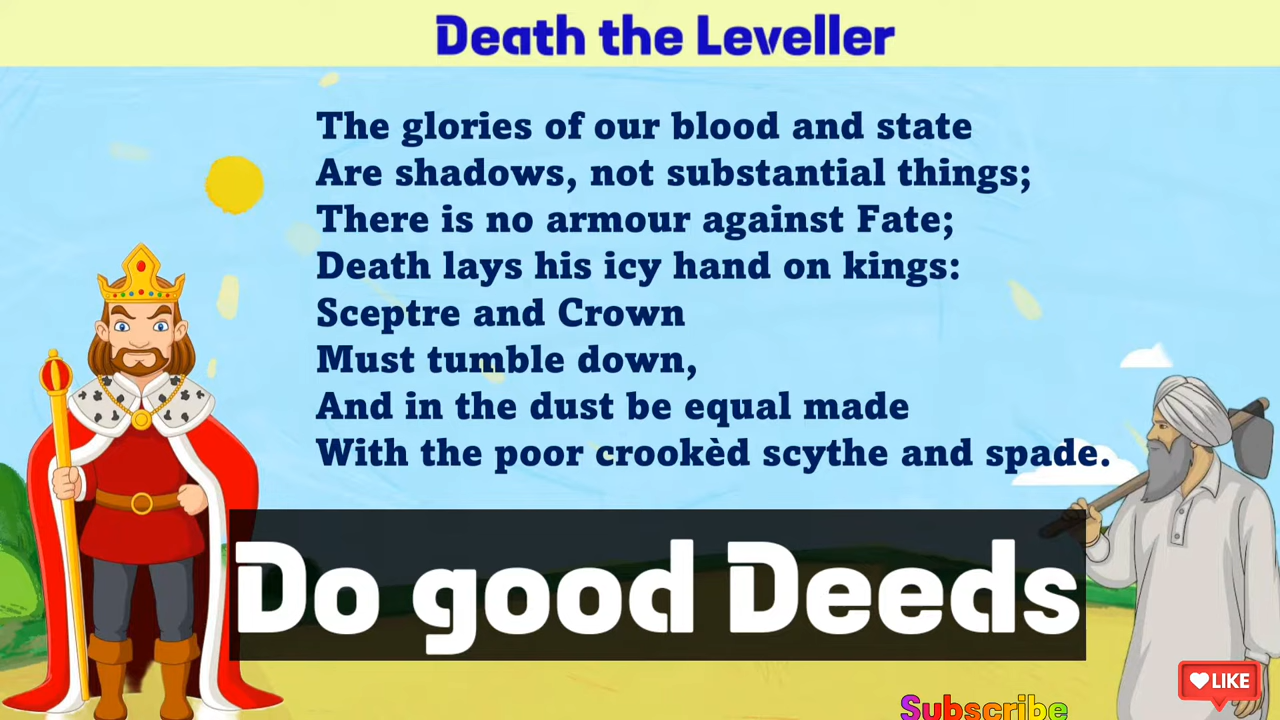 Death the Leveller
The glories of our blood and state
Are shadows, not substantial things;
There is no armour against Fate;
Death lays his icy hand on kings:
Sceptre and Crown
Must tumble down,
And in the dust be equal made
With the poor crookèd scythe and spade.
Do good Deeds
LIKE
Subscribe